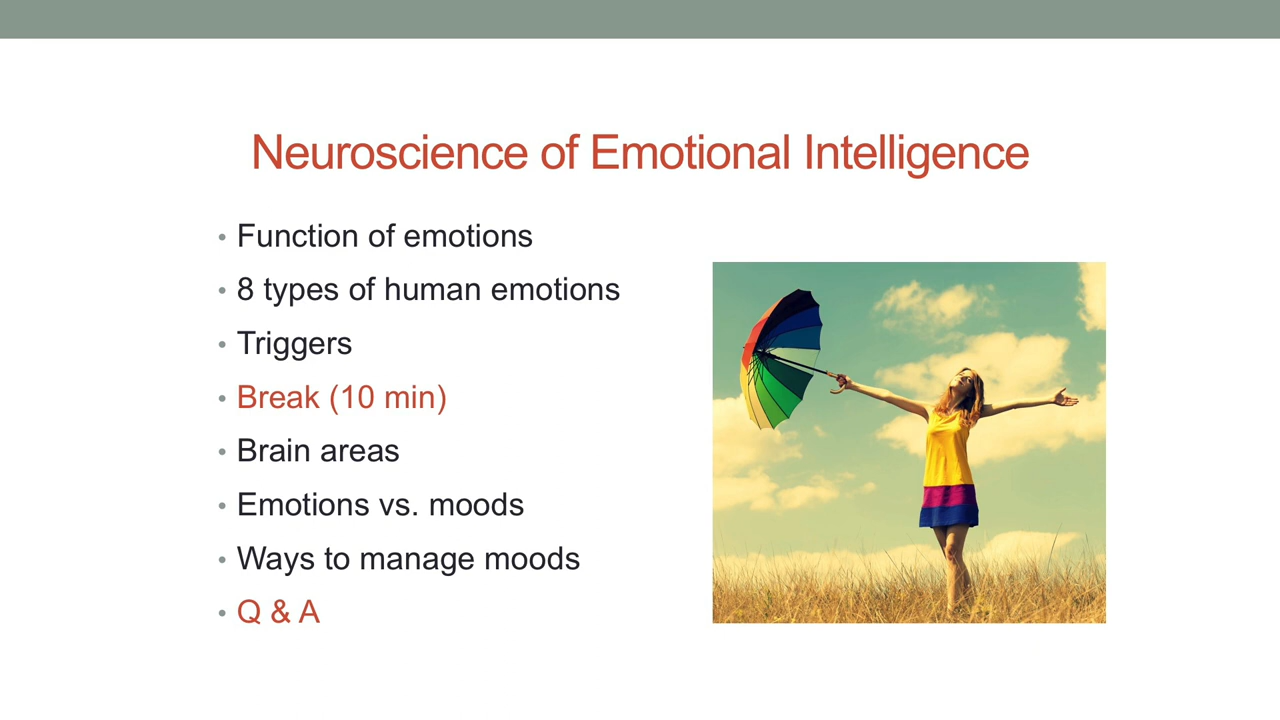 Neuroscience of Emotional Intelligence
• Function of emotions
• 8 types of human emotions
• Triggers
• Break (10 min)
• Brain areas
• Emotions vs. moods
• Ways to manage moods
• Q & A